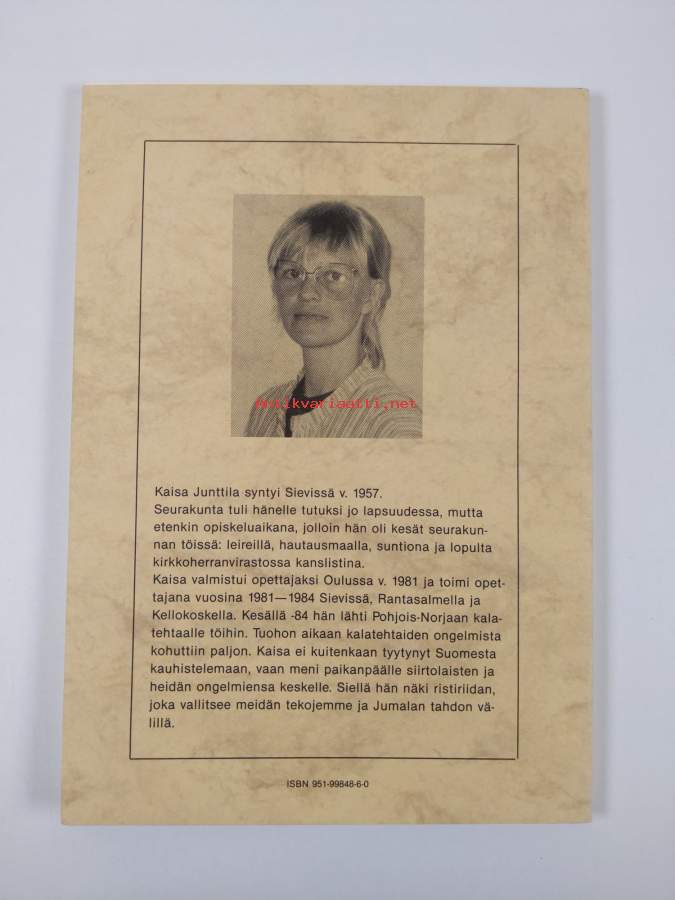 antikvariaatti.net
Kaisa Junttila syntyi Sievissä v. 1957.
Seurakunta tuli hänelle tutuksi jo lapsuudessa, mutta
etenkin opiskeluaikana, jolloin hän oli kesät seurakun-
nan töissä: leireillä, hautausmaalla, suntiona ja lopulta
kirkkoherranvirastossa kanslistina.
Kaisa valmistui opettajaksi Oulussa v. 1981 ja toimi opet-
tajana vuosina 1981—1984 Sievissä, Rantasalmella ja
Kellokoskella. Kesällä -84 hän lähti Pohjois-Norjaan kala-
tehtaalle töihin. Tuohon aikaan kalatehtaiden ongelmista
kohuttiin paljon. Kaisa ei kuitenkaan tyytynyt Suomesta
kauhistelemaan, vaan meni paikanpäälle siirtolaisten ja
heidän ongelmiensa keskelle. Siellä hän näki ristiriidan,
joka vallitsee meidän tekojemme ja Jumalan tahdon vä-
lillä.
ISBN 951-99848-6-0